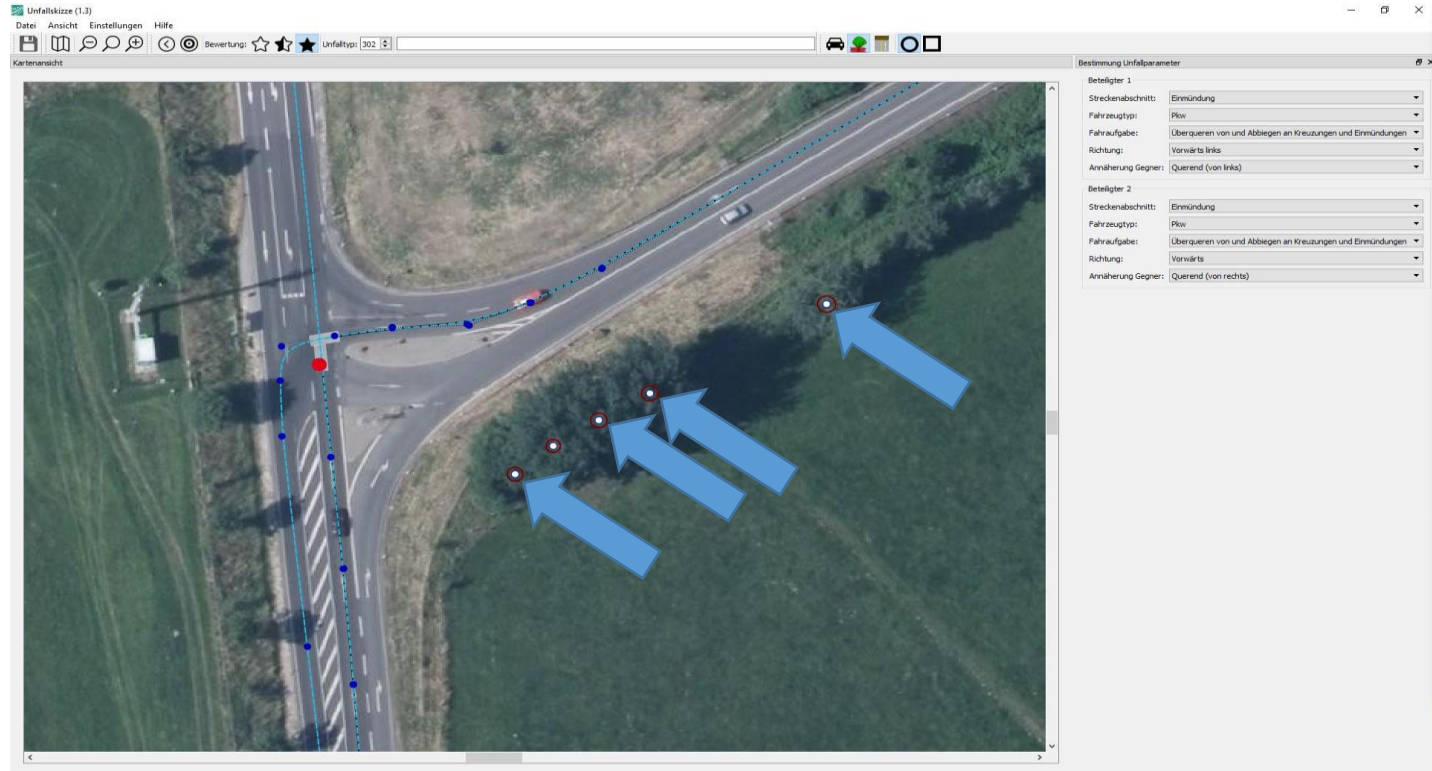 Unfallskizze (1.3)
Datei Ansicht Einstellungen Hilfe
Bewertung: Unfalltyp: 302
Kartenansicht
Bestimmung Unfallparameter
Beteiligter 1
Streckenabschnitt: Einmündung
Fahrzeugtyp: Pkw
Fahraufgabe: Überqueren von und Abbiegen an Kreuzungen und Einmündungen
Richtung: Vorwärts links
Annäherung Gegner: Querend (von links)
Beteiligter 2
Streckenabschnitt: Einmündung
Fahrzeugtyp: Pkw
Fahraufgabe: Überqueren von und Abbiegen an Kreuzungen und Einmündungen
Richtung: Vorwärts
Annäherung Gegner: Querend (von rechts)